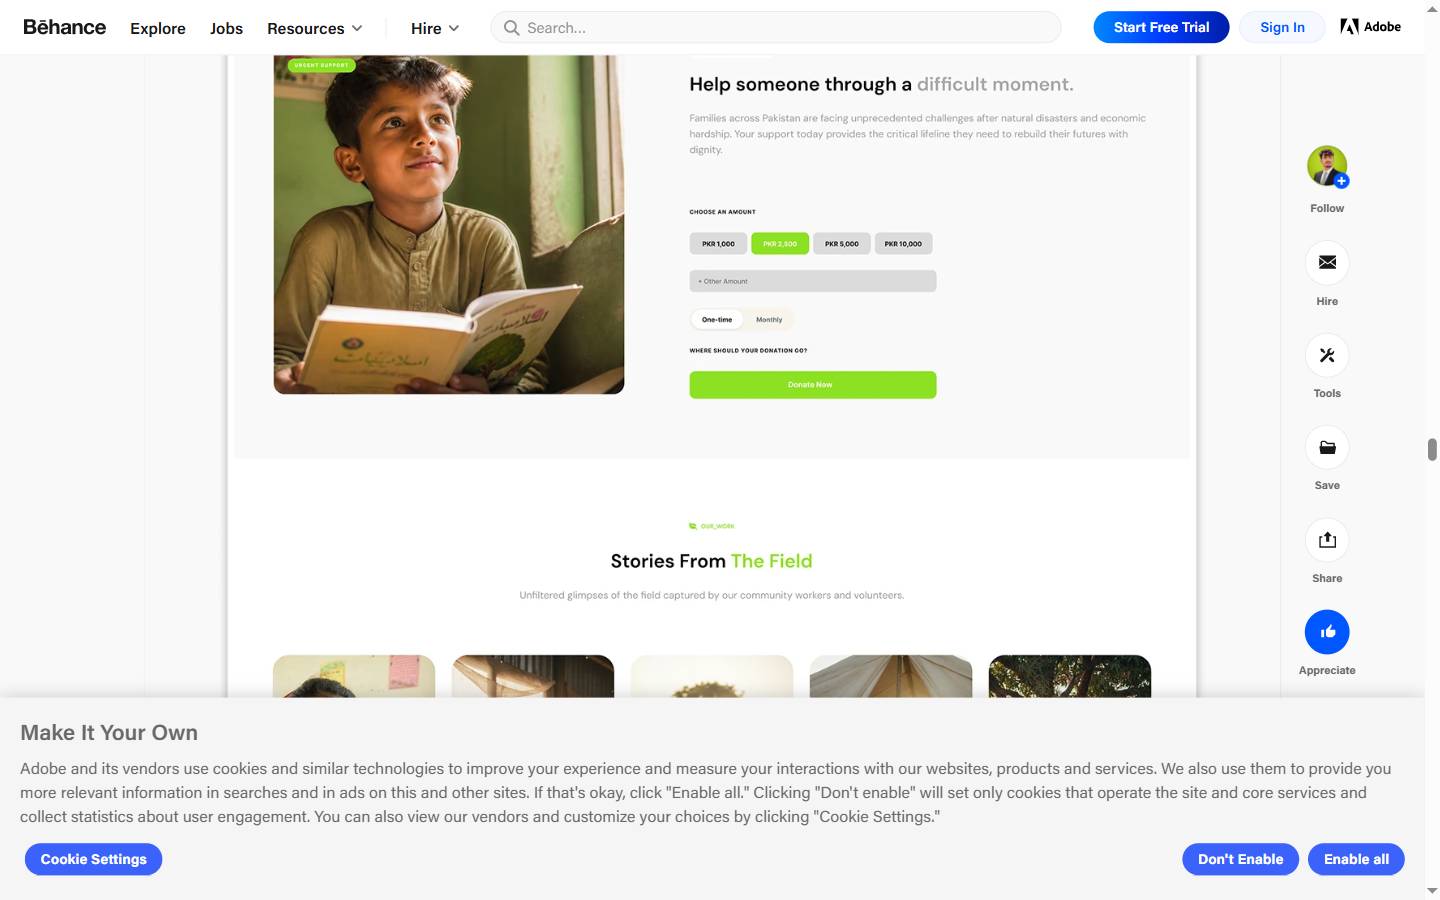 Bēhance
Explore
Jobs
Resources
Hire
Search...
Start Free Trial
Sign In
Adobe
URGENT SUPPORT
Help someone through a difficult moment.
Families across Pakistan are facing unprecedented challenges after natural disasters and economic
hardship. Your support today provides the critical lifeline they need to rebuild their futures with
dignity.
CHOOSE AN AMOUNT
PKR 1,000
PKR 2,500
PKR 5,000
PKR 10,000
+ Other Amount
One-time
Monthly
WHERE SHOULD YOUR DONATION GO?
Donate Now
OUR_WORK
Stories From The Field
Unfiltered glimpses of the field captured by our community workers and volunteers.
Follow
Hire
Tools
Save
Share
Appreciate
Make It Your Own
Adobe and its vendors use cookies and similar technologies to improve your experience and measure your interactions with our websites, products and services. We also use them to provide you
more relevant information in searches and in ads on this and other sites. If that's okay, click "Enable all." Clicking "Don't enable" will set only cookies that operate the site and core services and
collect statistics about user engagement. You can also view our vendors and customize your choices by clicking "Cookie Settings."
Cookie Settings
Don't Enable
Enable all